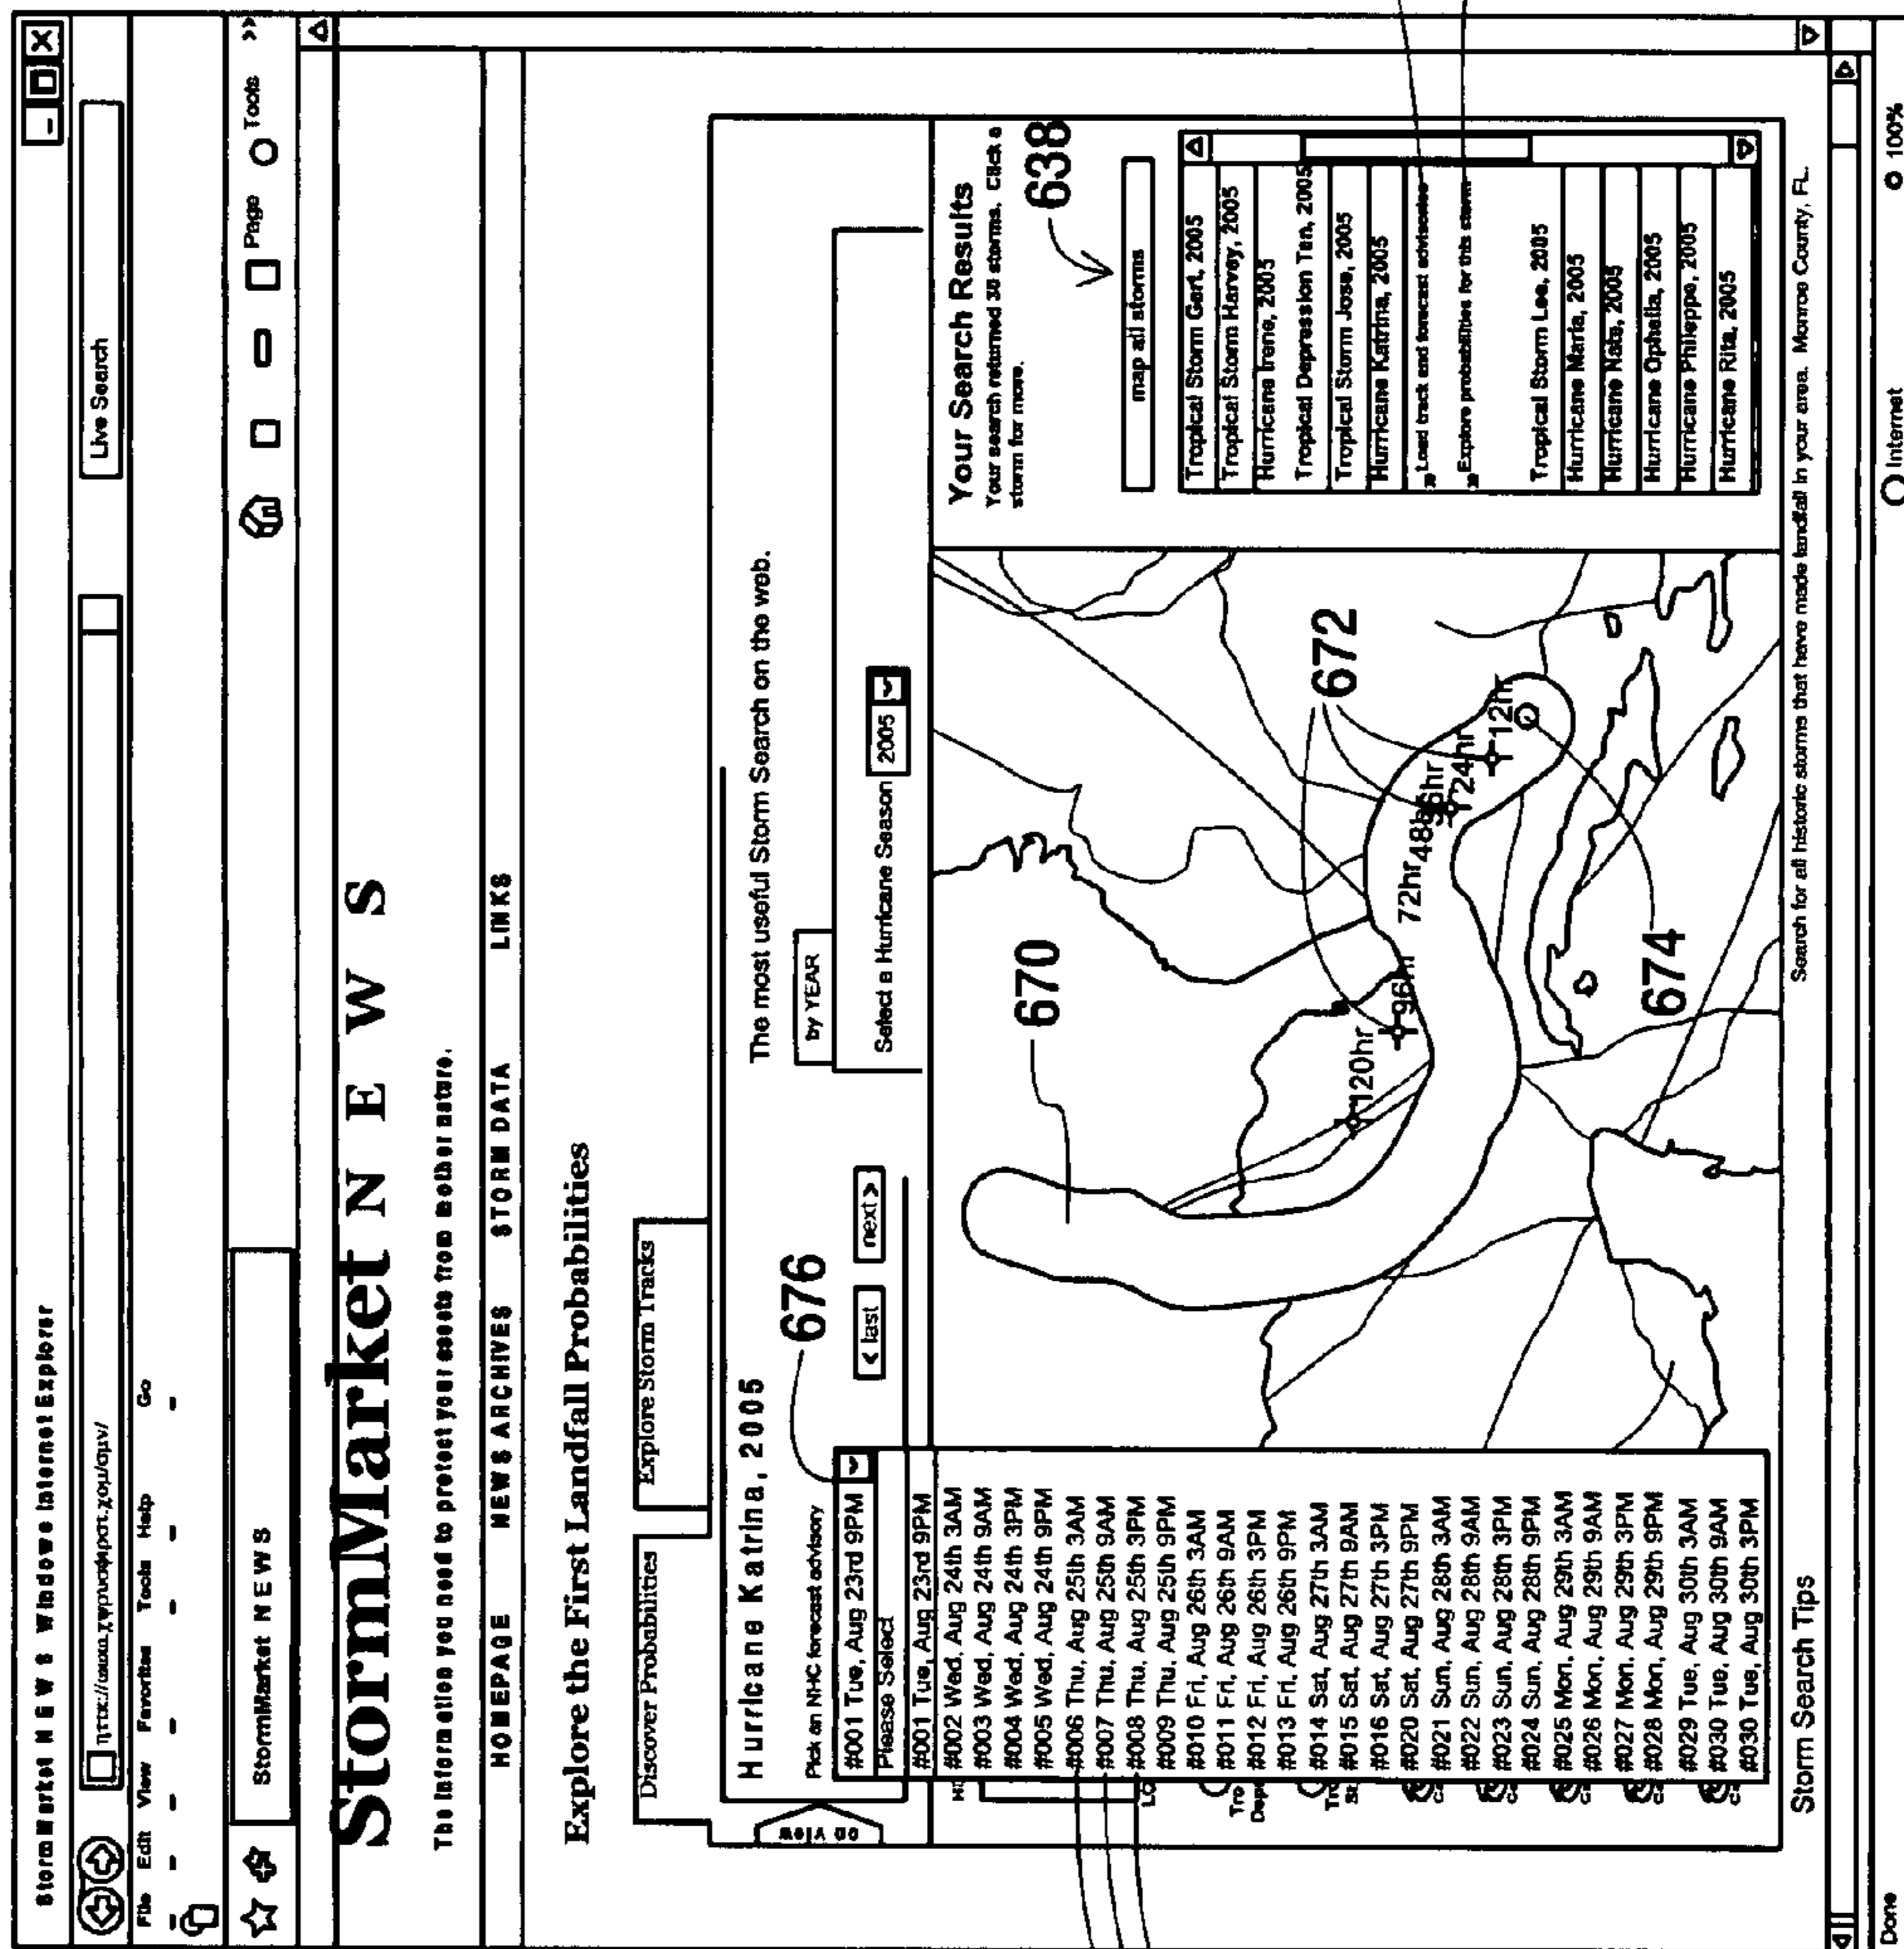 StormMarket N E W S Windows Internet Explorer
ηττπ://ωωω.χωρυσφιρστ.χομ/σμν/
Live Search
File Edit View Favorites Tools Help Go
StormMarket N E W S
Page Tools >>
StormMarket N E W S
The information you need to protect your assets from mother nature.
HOMEPAGE NEWS ARCHIVES STORM DATA LINKS
Explore the First Landfall Probabilities
Discover Probabilities
Explore Storm Tracks
Hurricane Katrina, 2005
The most useful Storm Search on the web.
676
by YEAR
Pick an NHC forecast advisory
< last
next >
Select a Hurricane Season 2005
#001 Tue, Aug 23rd 9PM
Please Select
#001 Tue, Aug 23rd 9PM
#002 Wed, Aug 24th 3AM
#003 Wed, Aug 24th 9AM
#004 Wed, Aug 24th 3PM
#005 Wed, Aug 24th 9PM
#006 Thu, Aug 25th 3AM
#007 Thu, Aug 25th 9AM
#008 Thu, Aug 25th 3PM
#009 Thu, Aug 25th 9PM
#010 Fri, Aug 26th 3AM
#011 Fri, Aug 26th 9AM
#012 Fri, Aug 26th 3PM
#013 Fri, Aug 26th 9PM
#014 Sat, Aug 27th 3AM
#015 Sat, Aug 27th 9AM
#016 Sat, Aug 27th 3PM
#020 Sat, Aug 27th 9PM
#021 Sun, Aug 28th 3AM
#022 Sun, Aug 28th 9AM
#023 Sun, Aug 28th 3PM
#024 Sun, Aug 28th 9PM
#025 Mon, Aug 29th 3AM
#026 Mon, Aug 29th 9AM
#027 Mon, Aug 29th 3PM
#028 Mon, Aug 29th 9PM
#029 Tue, Aug 30th 3AM
#030 Tue, Aug 30th 9AM
#030 Tue, Aug 30th 3PM
Tro
Dep
670
672
120hr
96hr
72hr
24hr
12hr
674
Your Search Results
Your search returned 30 storms. Click a
storm for more.
638
map all storms
Tropical Storm Gert, 2005
Tropical Storm Harvey, 2005
Hurricane Irene, 2005
Tropical Depression Ten, 2005
Tropical Storm Jose, 2005
Hurricane Katrina, 2005
Load track and forecast advisories
Explore probabilities for this storm
Tropical Storm Lee, 2005
Hurricane Maria, 2005
Hurricane Nate, 2005
Hurricane Ophelia, 2005
Hurricane Philippe, 2005
Hurricane Rita, 2005
Storm Search Tips
Search for all historic storms that have made landfall in your area. Monroe County, FL.
Done
Internet
100%